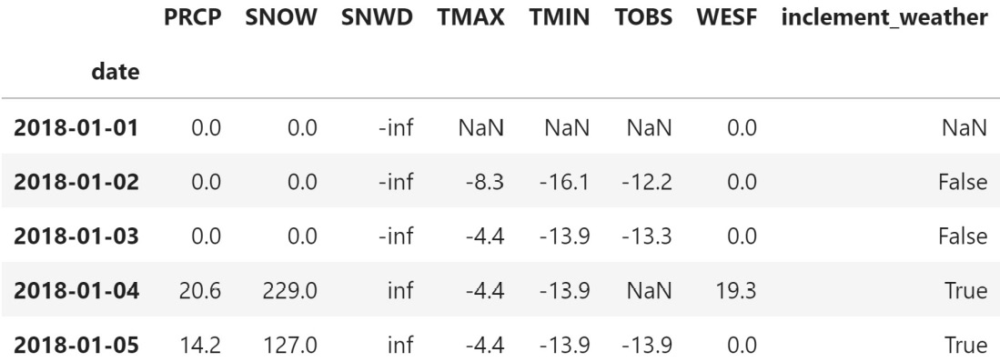 PRCP SNOW SNWD TMAX TMIN TOBS WESF inclement_weather
date
2018-01-01 0.0 0.0 -inf NaN NaN NaN 0.0 NaN
2018-01-02 0.0 0.0 -inf -8.3 -16.1 -12.2 0.0 False
2018-01-03 0.0 0.0 -inf -4.4 -13.9 -13.3 0.0 False
2018-01-04 20.6 229.0 inf -4.4 -13.9 NaN 19.3 True
2018-01-05 14.2 127.0 inf -4.4 -13.9 -13.9 0.0 True